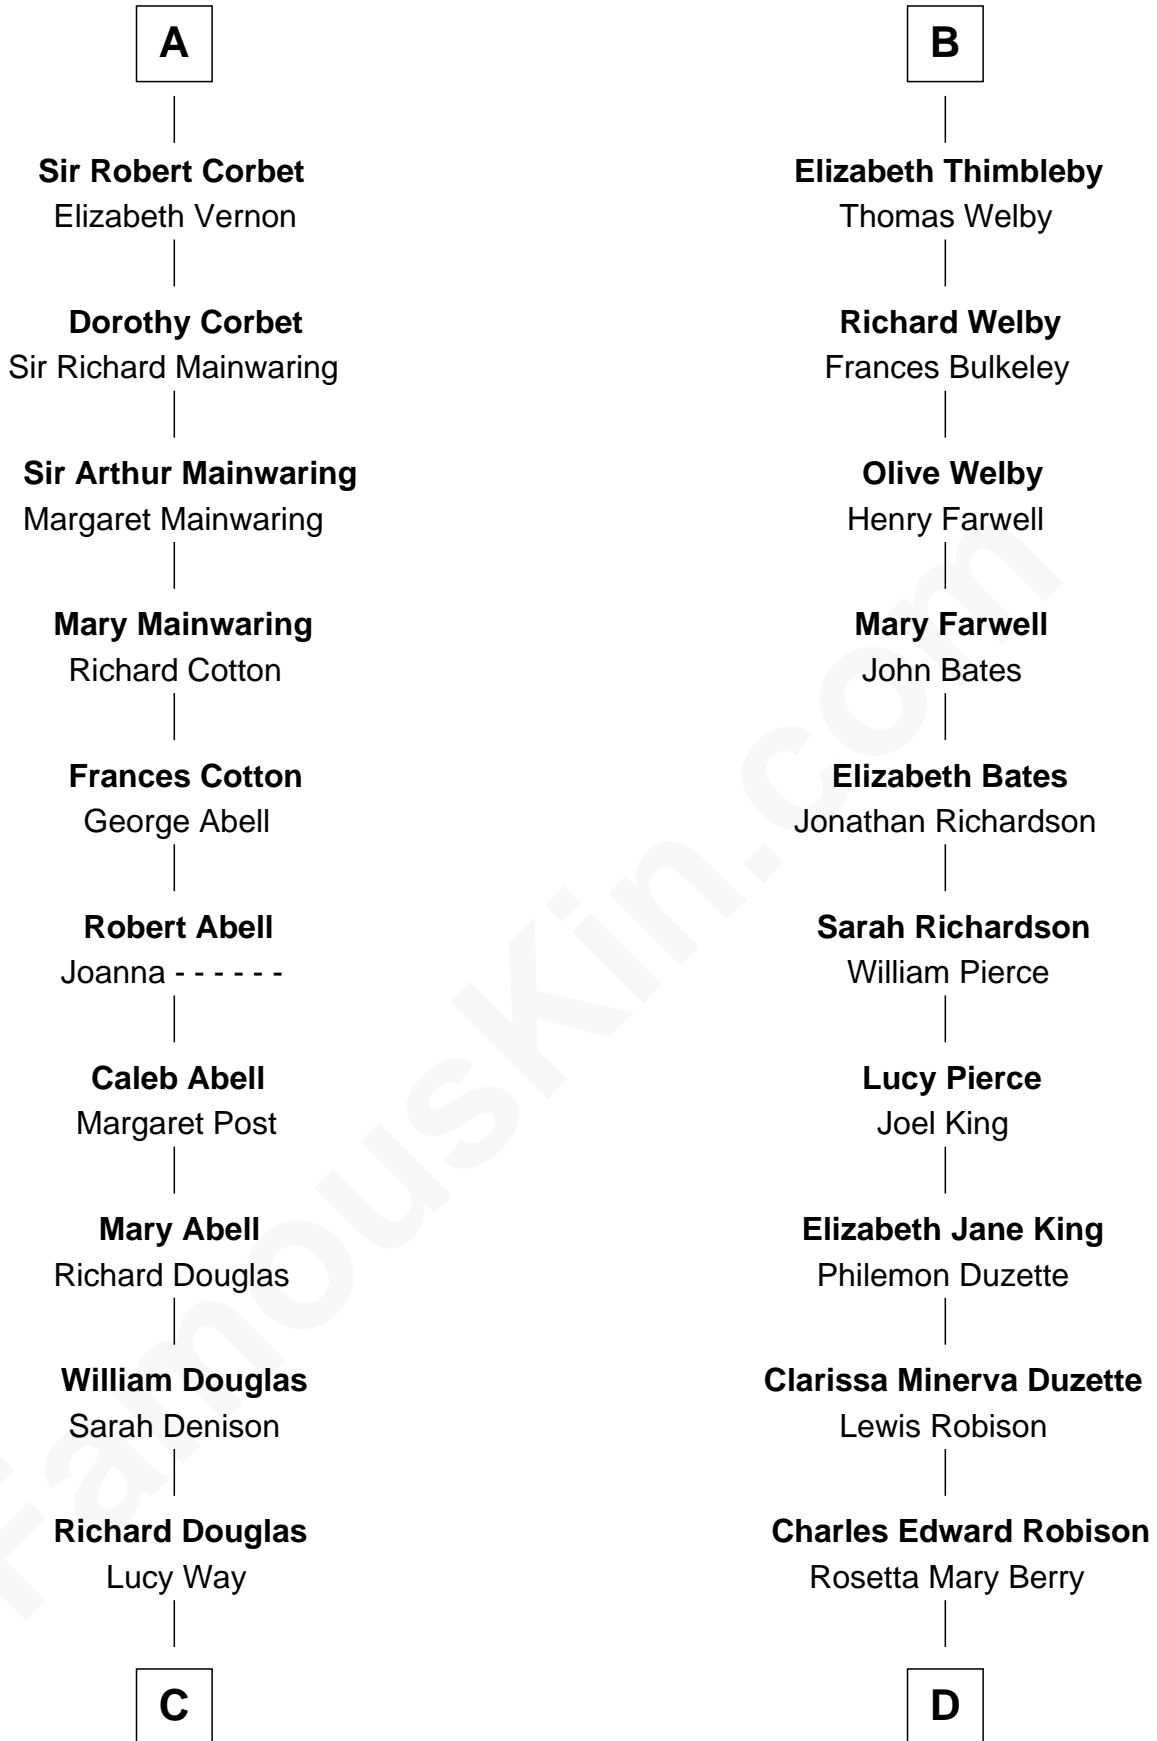 A
Sir Robert Corbet
Elizabeth Vernon
Dorothy Corbet
Sir Richard Mainwaring
Sir Arthur Mainwaring
Margaret Mainwaring
Mary Mainwaring
Richard Cotton
Frances Cotton
George Abell
Robert Abell
Joanna - - - - - -
Caleb Abell
Margaret Post
Mary Abell
Richard Douglas
William Douglas
Sarah Denison
Richard Douglas
Lucy Way
C
B
Elizabeth Thimbleby
Thomas Welby
Richard Welby
Frances Bulkeley
Olive Welby
Henry Farwell
Mary Farwell
John Bates
Elizabeth Bates
Jonathan Richardson
Sarah Richardson
William Pierce
Lucy Pierce
Joel King
Elizabeth Jane King
Philemon Duzette
Clarissa Minerva Duzette
Lewis Robison
Charles Edward Robison
Rosetta Mary Berry
D
FamousKin.com